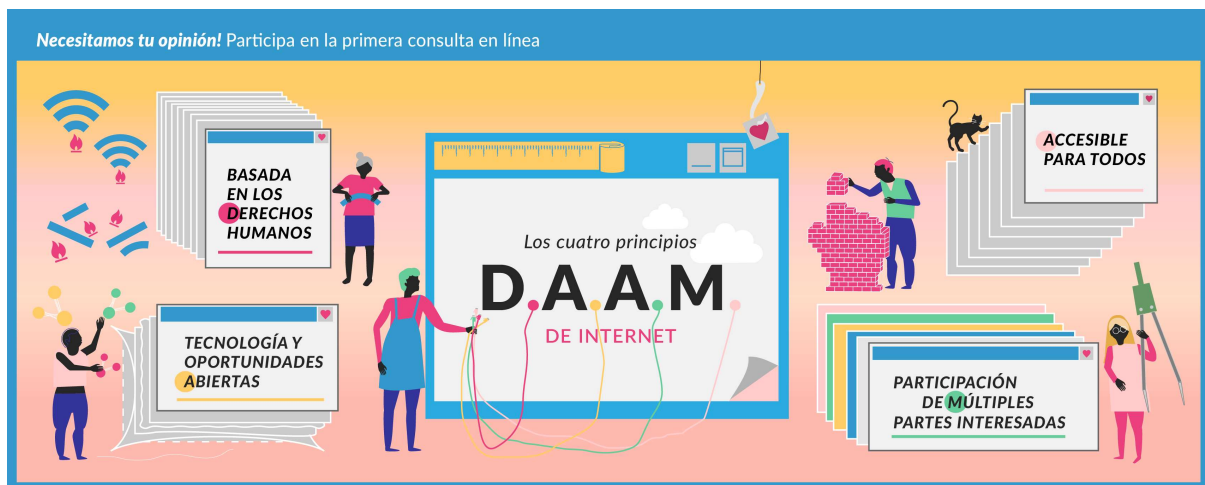 Necesitamos tu opinión! Participa en la primera consulta en línea
BASADA
EN LOS
DERECHOS
HUMANOS
TECNOLOGÍA Y
OPORTUNIDADES
ABIERTAS
Los cuatro principios
D.A.A.M.
DE INTERNET
ACCESIBLE
PARA TODOS
PARTICIPACIÓN
DE MÚLTIPLES
PARTES INTERESADAS